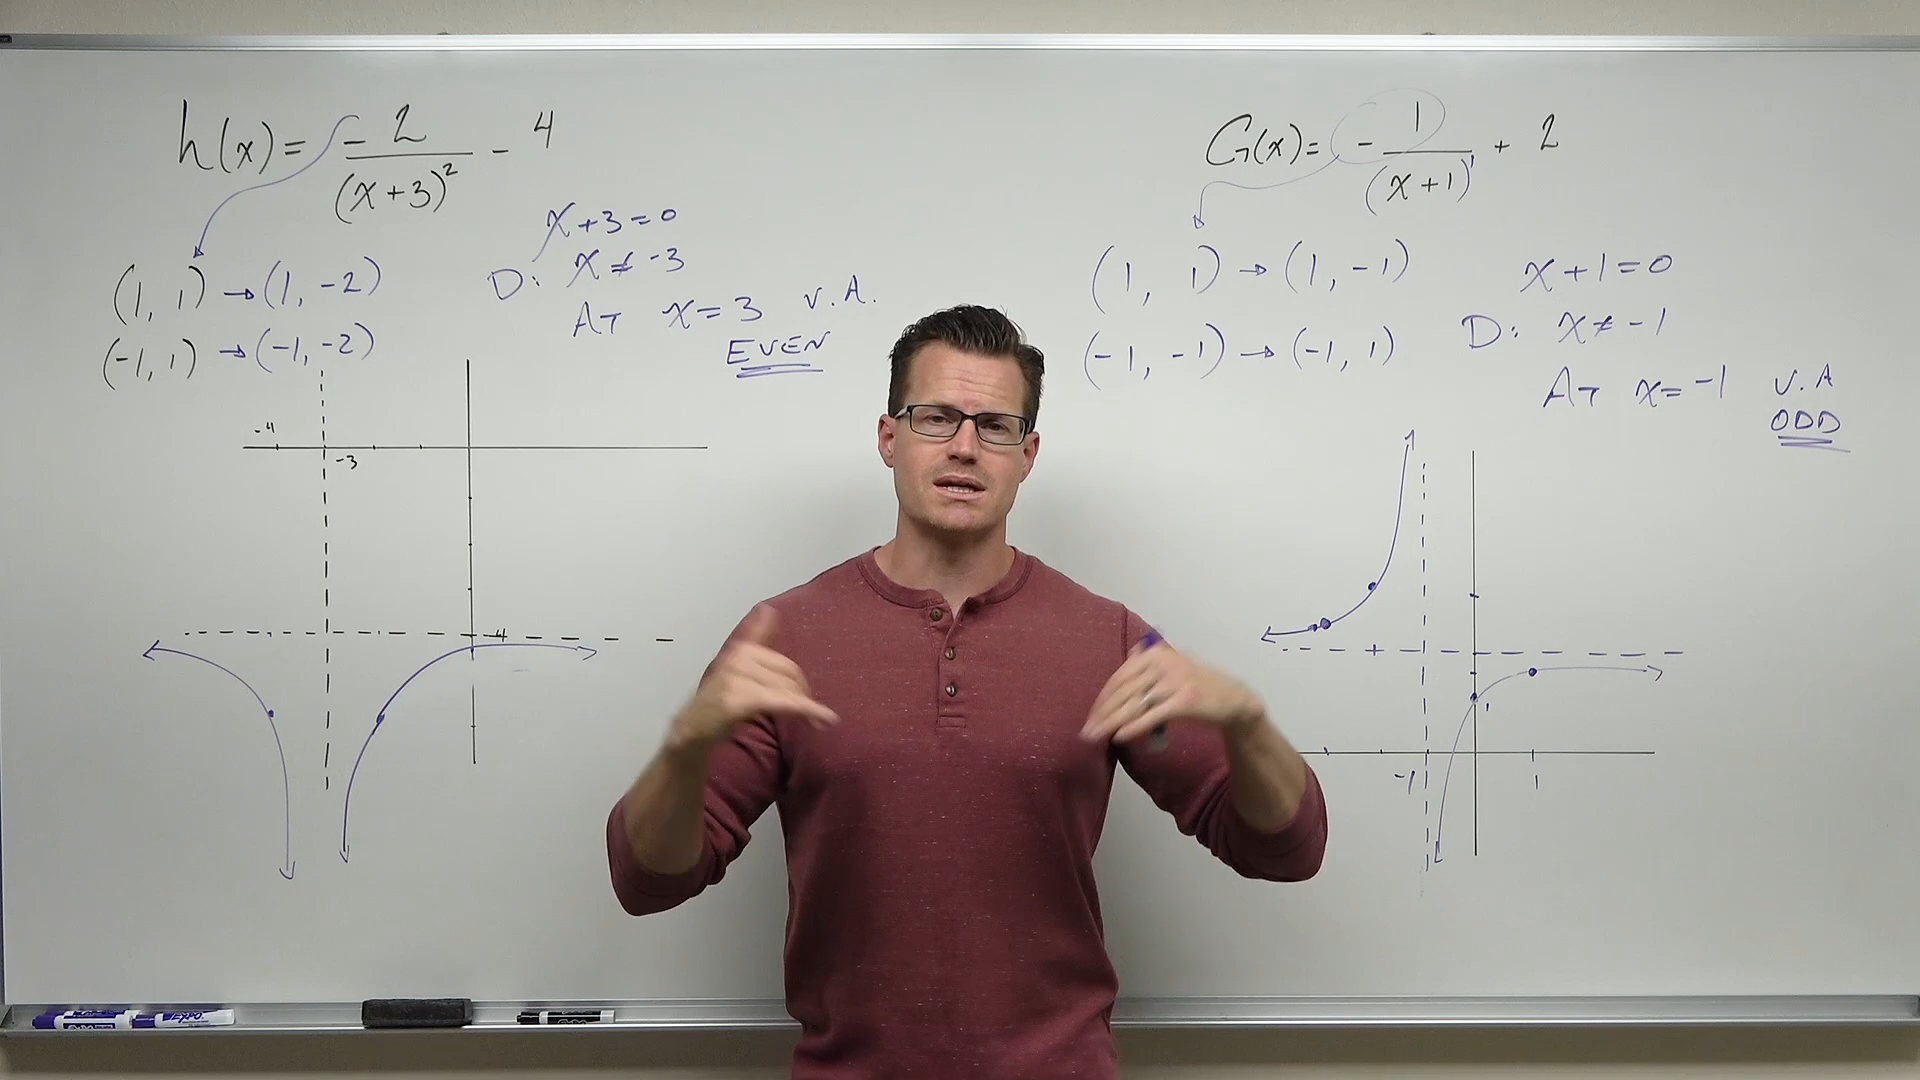 h(x) = -2/(x+3)² - 4
x+3=0
D: x ≠ -3
At x = 3 V.A.
EVEN
(1, 1) → (1, -2)
(-1, 1) → (-1, -2)
-4
-3
-4
G(x) = - 1/(x+1)¹ + 2
(1, 1) → (1, -1)
(-1, -1) → (-1, 1)
x+1=0
D: x ≠ -1
At x = -1 V.A
ODD
-1
1
EXPO